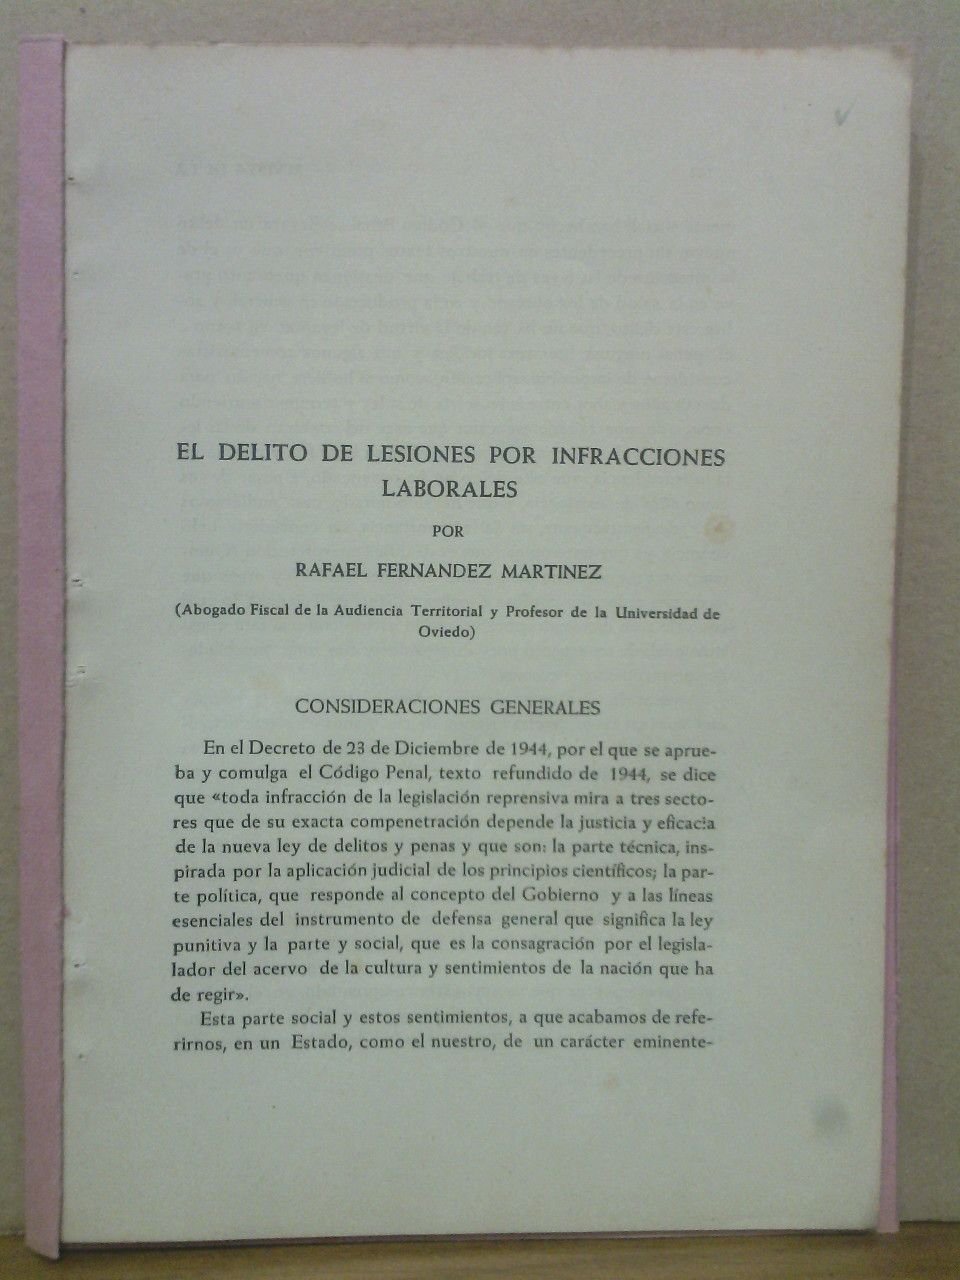 EL DELITO DE LESIONES POR INFRACCIONES
LABORALES
POR
RAFAEL FERNANDEZ MARTINEZ
(Abogado Fiscal de la Audiencia Territorial y Profesor de la Universidad de
Oviedo)
CONSIDERACIONES GENERALES
En el Decreto de 23 de Diciembre de 1944, por el que se aprue-
ba y comulga el Código Penal, texto refundido de 1944, se dice
que «toda infracción de la legislación reprensiva mira a tres secto-
res que de su exacta compenetración depende la justicia y eficacia
de la nueva ley de delitos y penas y que son: la parte técnica, ins-
pirada por la aplicación judicial de los principios científicos; la par-
te política, que responde al concepto del Gobierno y a las líneas
esenciales del instrumento de defensa general que significa la ley
punitiva y la parte y social, que es la consagración por el legisla-
lador del acervo de la cultura y sentimientos de la nación que ha
de regir».
Esta parte social y estos sentimientos, a que acabamos de refe-
rirnos, en un Estado, como el nuestro, de un carácter eminente-